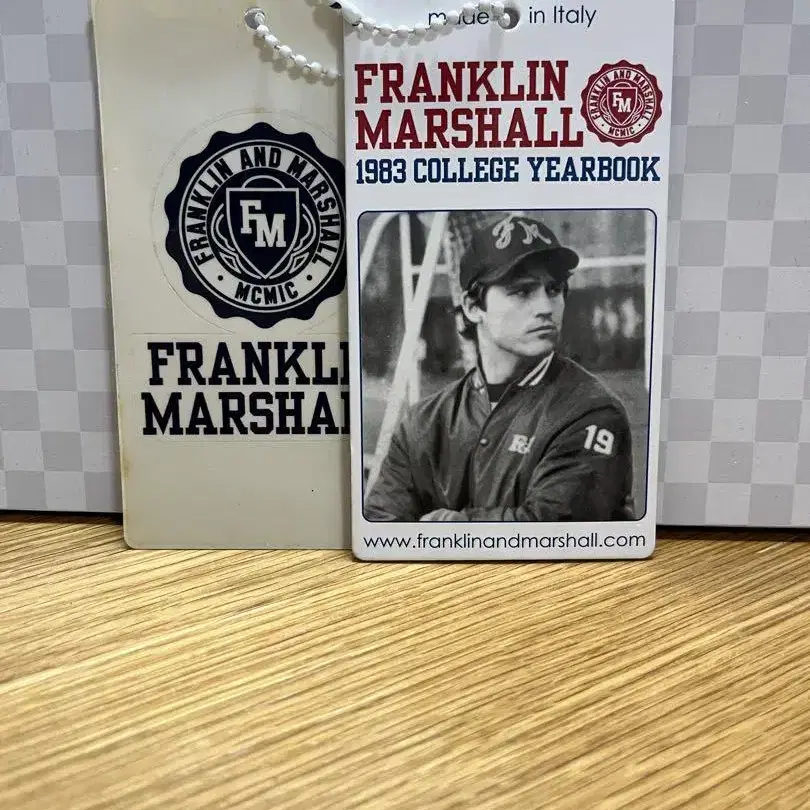 FRANKLIN AND MARSHALL
FM
MCMIC
FRANKLI
MARSHAL
made in Italy
FRANKLIN
MARSHALL
FRANKLIN AND MARSHALL
FM
MCMIC
1983 COLLEGE YEARBOOK
FM
19
www.franklinandmarshall.com